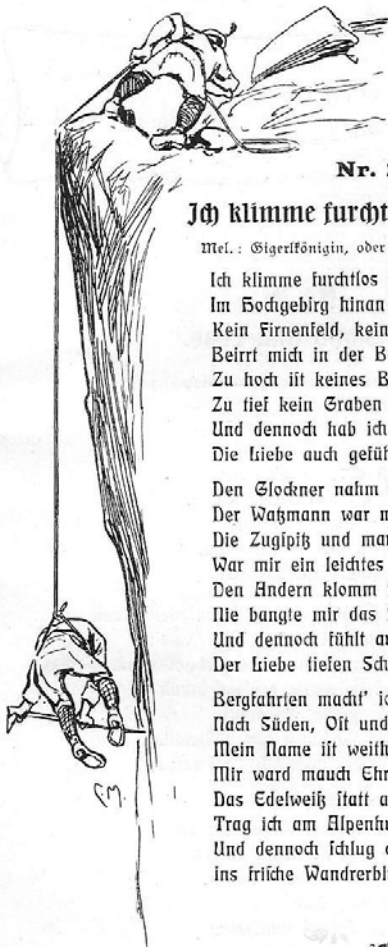 Nr. 
Ich klimme furcht
Mel.: Gigerlkönigin, oder
Ich klimme furchtlos
Im Hochgebirg hinan
Kein Firnenfeld, kein
Beirrt mich in der B
Zu hoch ist keines B
Zu tief kein Graben
Und dennoch hab ich
Die Liebe auch gefüh
Den Glockner nahm
Der Watzmann war m
Die Zugspitz und man
War mir ein leichtes
Den Andern klomm
Nie bangte mir das
Und dennoch fühlt a
Der Liebe tiefen Sch
Bergfahrten macht' ic
Nach Süden, Ost und
Mein Name ist weith
Mir ward mauch Ehr
Das Edelweiß statt a
Trag ich am Alpenhu
Und dennoch schlug
Ins frische Wandrerbl
F.M.